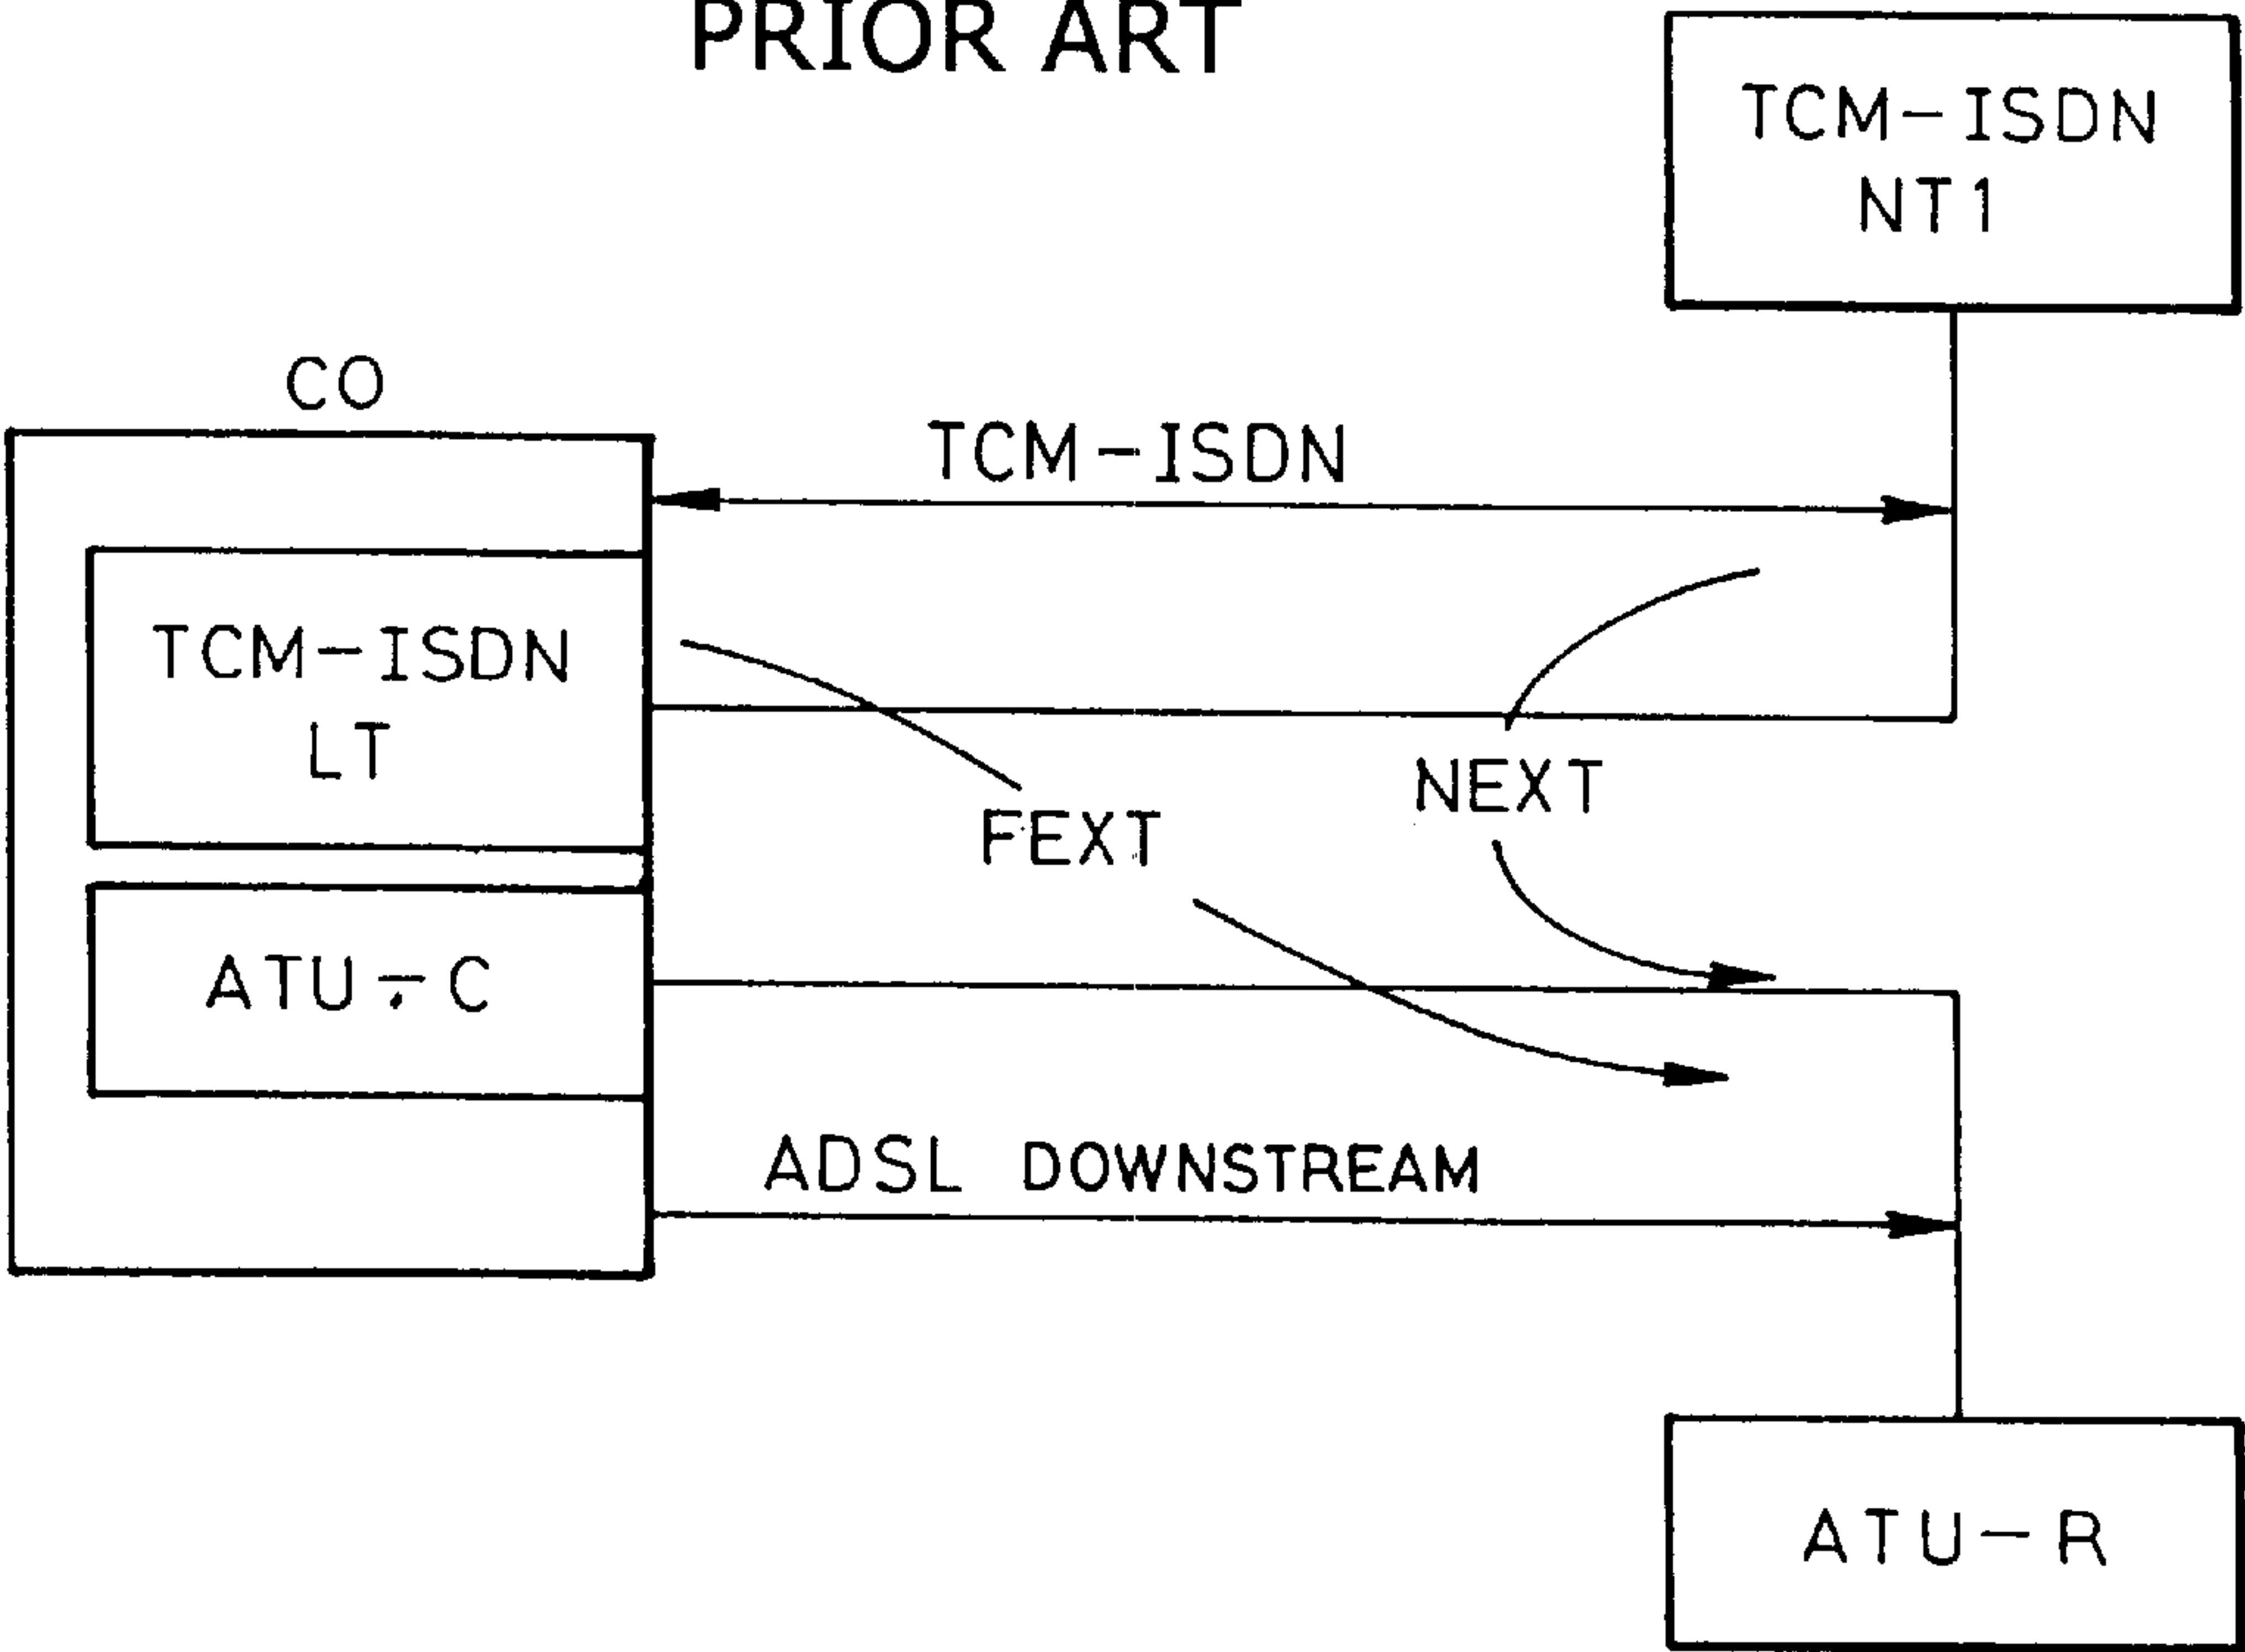 PRIOR ART
TCM-ISDN
NT1
CO
TCM-ISDN
TCM-ISDN
LT
NEXT
FEXT
ATU-C
ADSL DOWNSTREAM
ATU-R